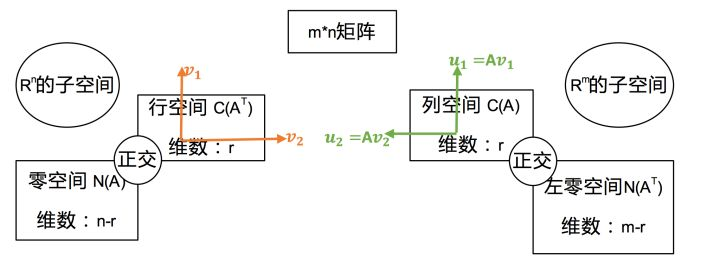 m*n矩阵
Rⁿ的子空间
Rᵐ的子空间
v₁
u₁ =Av₁
行空间 C(Aᵀ)
列空间 C(A)
v₂
u₂ =Av₂
维数：r
维数：r
正交
正交
零空间 N(A)
左零空间N(Aᵀ)
维数：n-r
维数：m-r